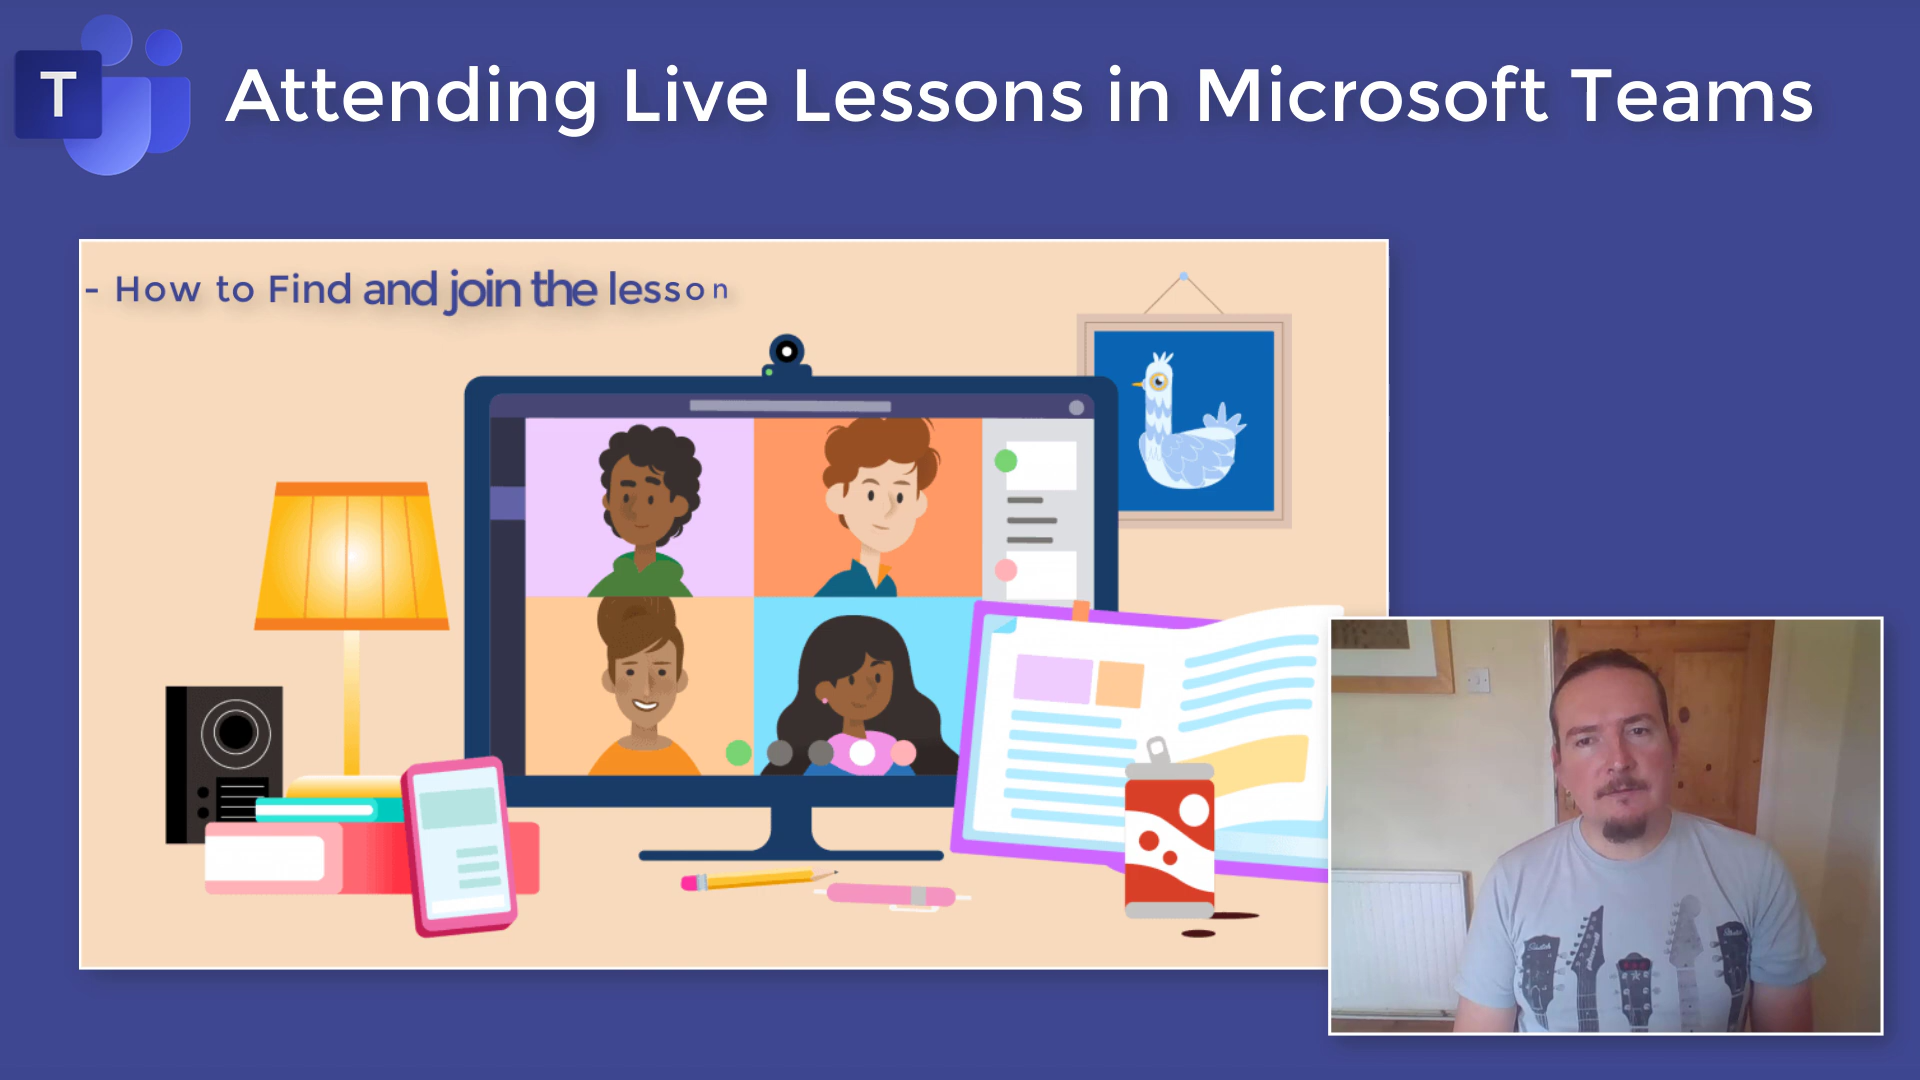 T
Attending Live Lessons in Microsoft Teams
- How to Find and join the lesson